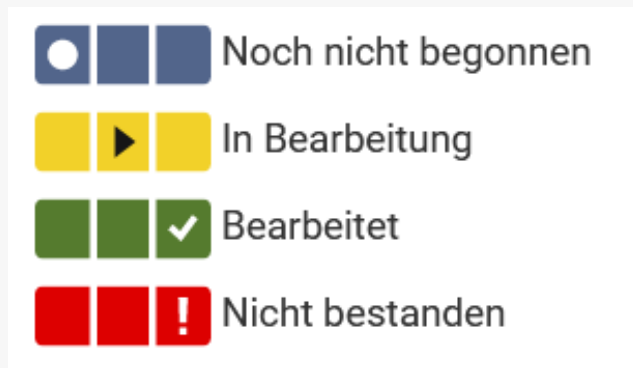 Noch nicht begonnen
In Bearbeitung
Bearbeitet
! Nicht bestanden